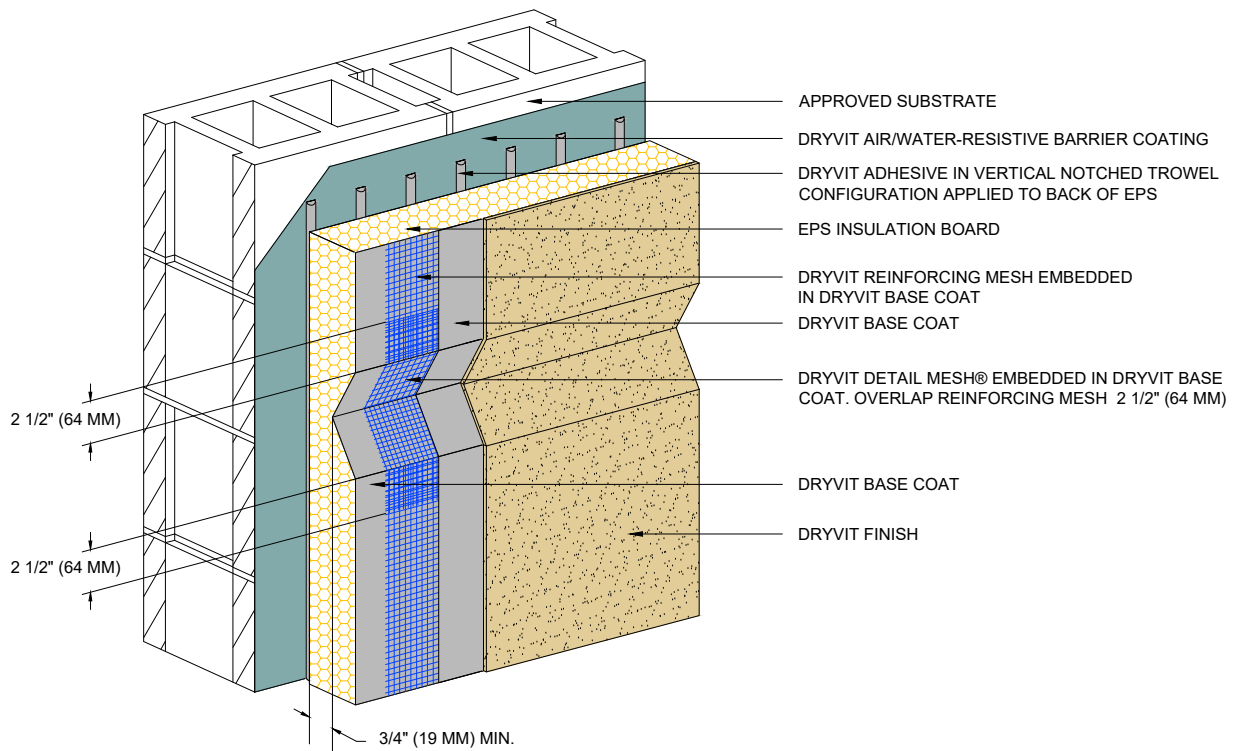 APPROVED SUBSTRATE
DRYVIT AIR/WATER-RESISTIVE BARRIER COATING
DRYVIT ADHESIVE IN VERTICAL NOTCHED TROWEL
CONFIGURATION APPLIED TO BACK OF EPS
EPS INSULATION BOARD
DRYVIT REINFORCING MESH EMBEDDED
IN DRYVIT BASE COAT
DRYVIT BASE COAT
DRYVIT DETAIL MESH® EMBEDDED IN DRYVIT BASE
COAT. OVERLAP REINFORCING MESH 2 1/2" (64 MM)
2 1/2" (64 MM)
DRYVIT BASE COAT
DRYVIT FINISH
2 1/2" (64 MM)
3/4" (19 MM) MIN.